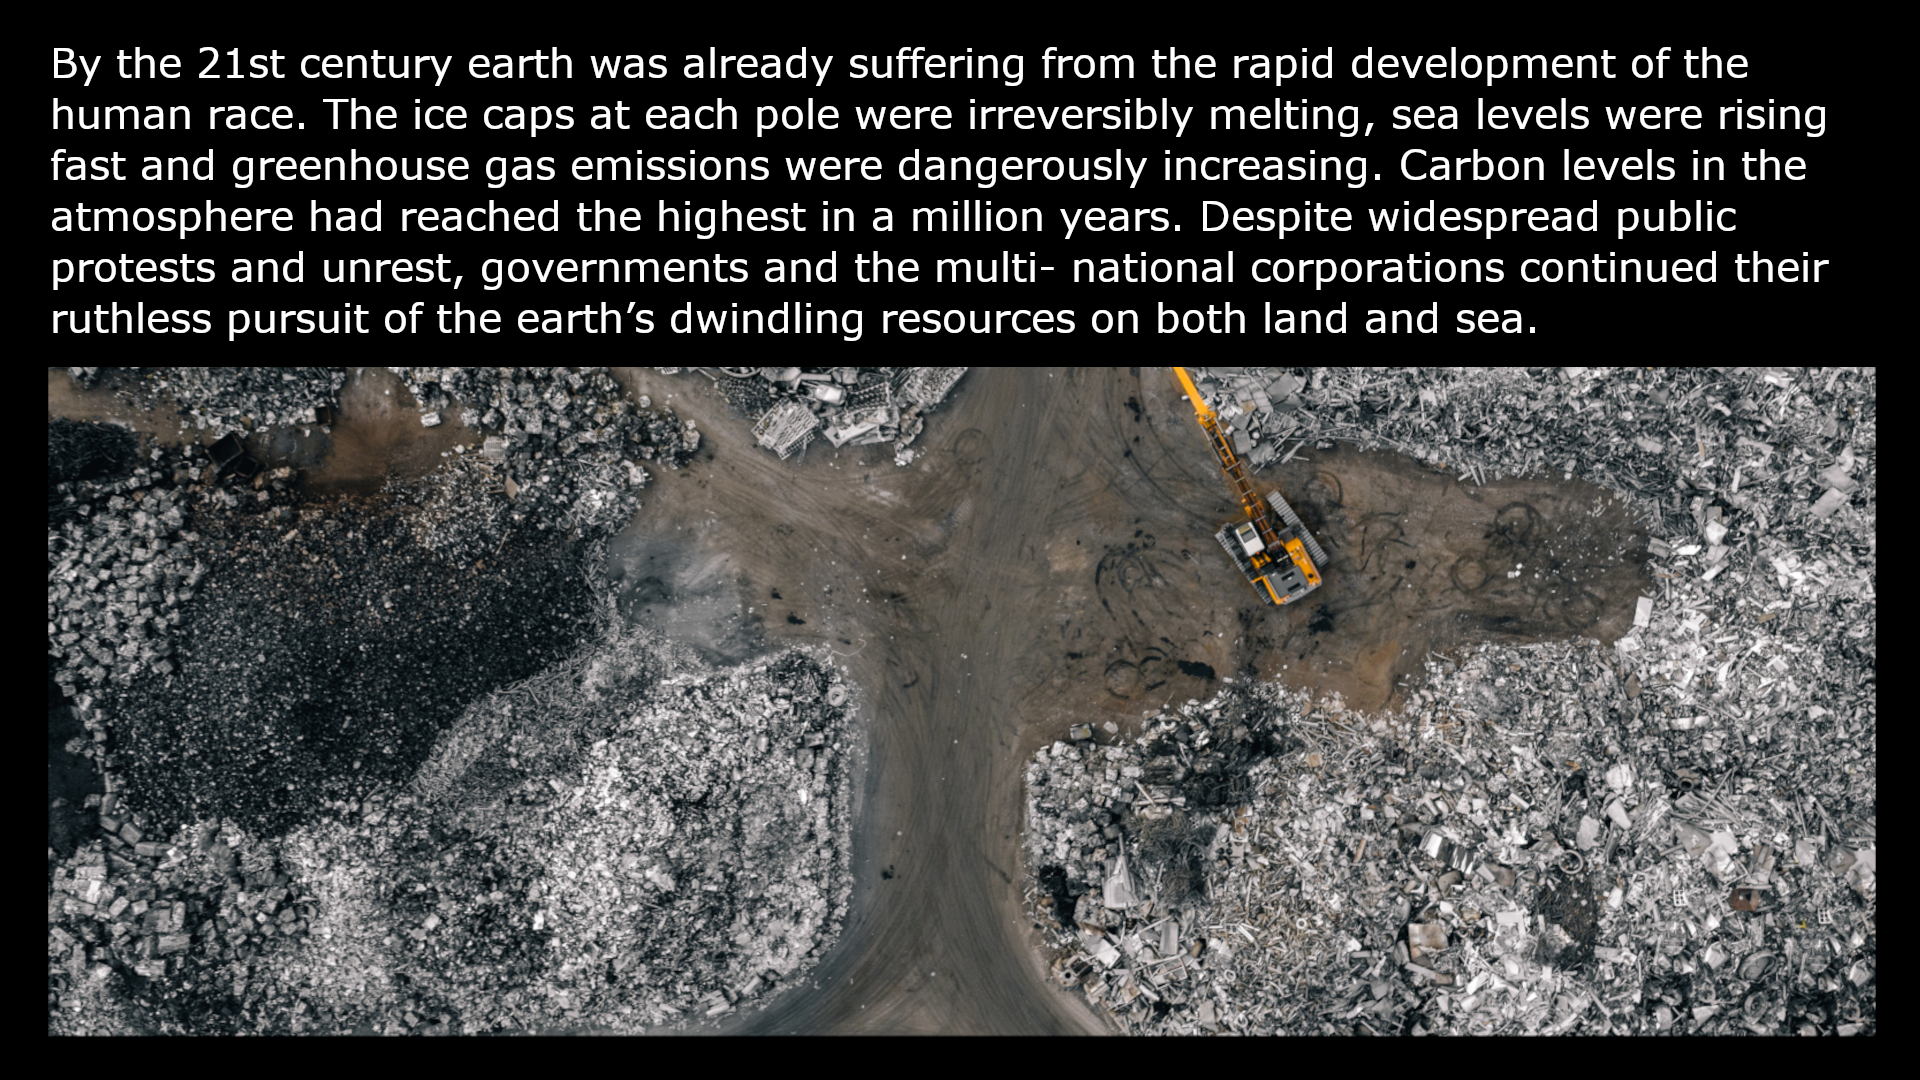 By the 21st century earth was already suffering from the rapid development of the
human race. The ice caps at each pole were irreversibly melting, sea levels were rising
fast and greenhouse gas emissions were dangerously increasing. Carbon levels in the
atmosphere had reached the highest in a million years. Despite widespread public
protests and unrest, governments and the multi- national corporations continued their
ruthless pursuit of the earth’s dwindling resources on both land and sea.